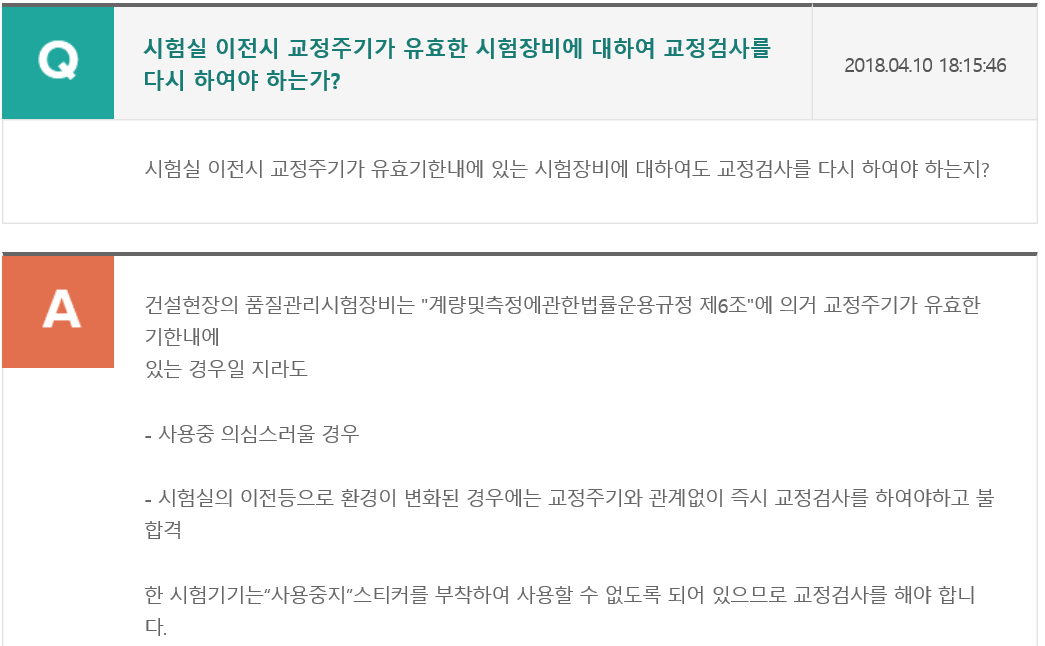 Q
시험실 이전시 교정주기가 유효한 시험장비에 대하여 교정검사를
다시 하여야 하는가?
2018.04.10 18:15:46
시험실 이전시 교정주기가 유효기한내에 있는 시험장비에 대하여도 교정검사를 다시 하여야 하는지?
A
건설현장의 품질관리시험장비는 "계량및측정에관한법률운용규정 제6조"에 의거 교정주기가 유효한
기한내에
있는 경우일 지라도
- 사용중 의심스러울 경우
- 시험실의 이전등으로 환경이 변화된 경우에는 교정주기와 관계없이 즉시 교정검사를 하여야하고 불
합격
한 시험기기는”사용중지”스티커를 부착하여 사용할 수 없도록 되어 있으므로 교정검사를 해야 합니
다.